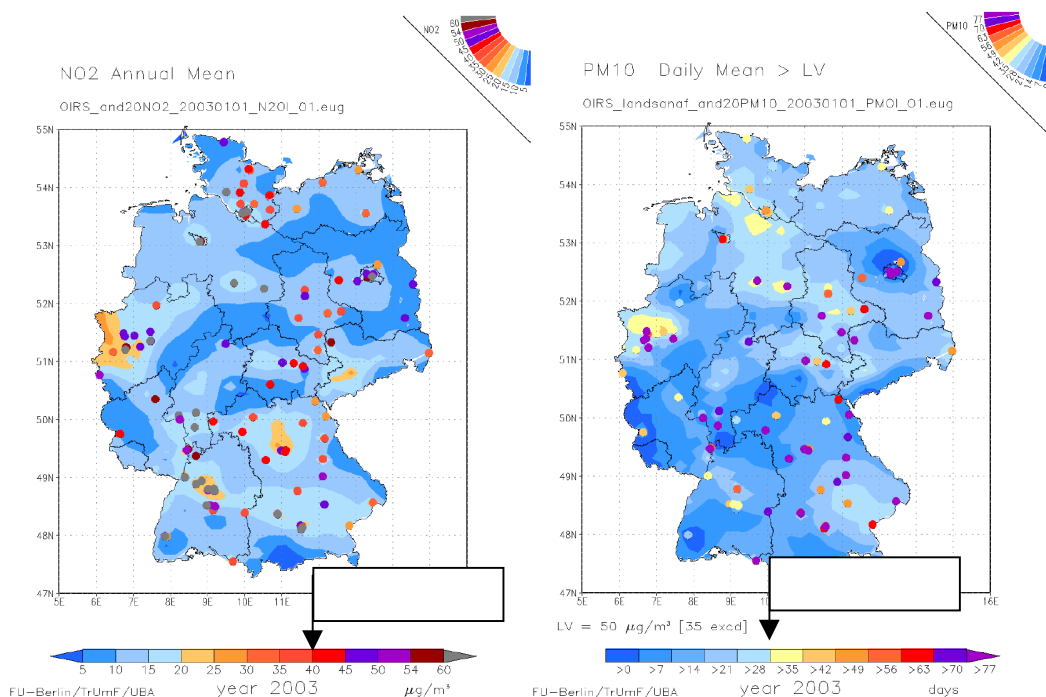 NO2
NO2 Annual Mean
OIRS_and20NO2_20030101_N2OI_01.eug
55N
54N
53N
52N
51N
50N
49N
48N
47N
5E 6E 7E 8E 9E 10E 11E
5 10 15 20 25 30 35 40 45 50 54 60
FU-Berlin/TrUmF/UBA year 2003 µg/m³
PM10
PM10 Daily Mean > LV
OIRS_landsanaf_and20PM10_20030101_PMOI_01.eug
55N
54N
53N
52N
51N
50N
49N
48N
47N
5E 6E 7E 8E 9E 16E
LV = 50 µg/m³ [35 excd]
>0 >7 >14 >21 >28 >35 >42 >49 >56 >63 >70 >77
FU-Berlin/TrUmF/UBA year 2003 days